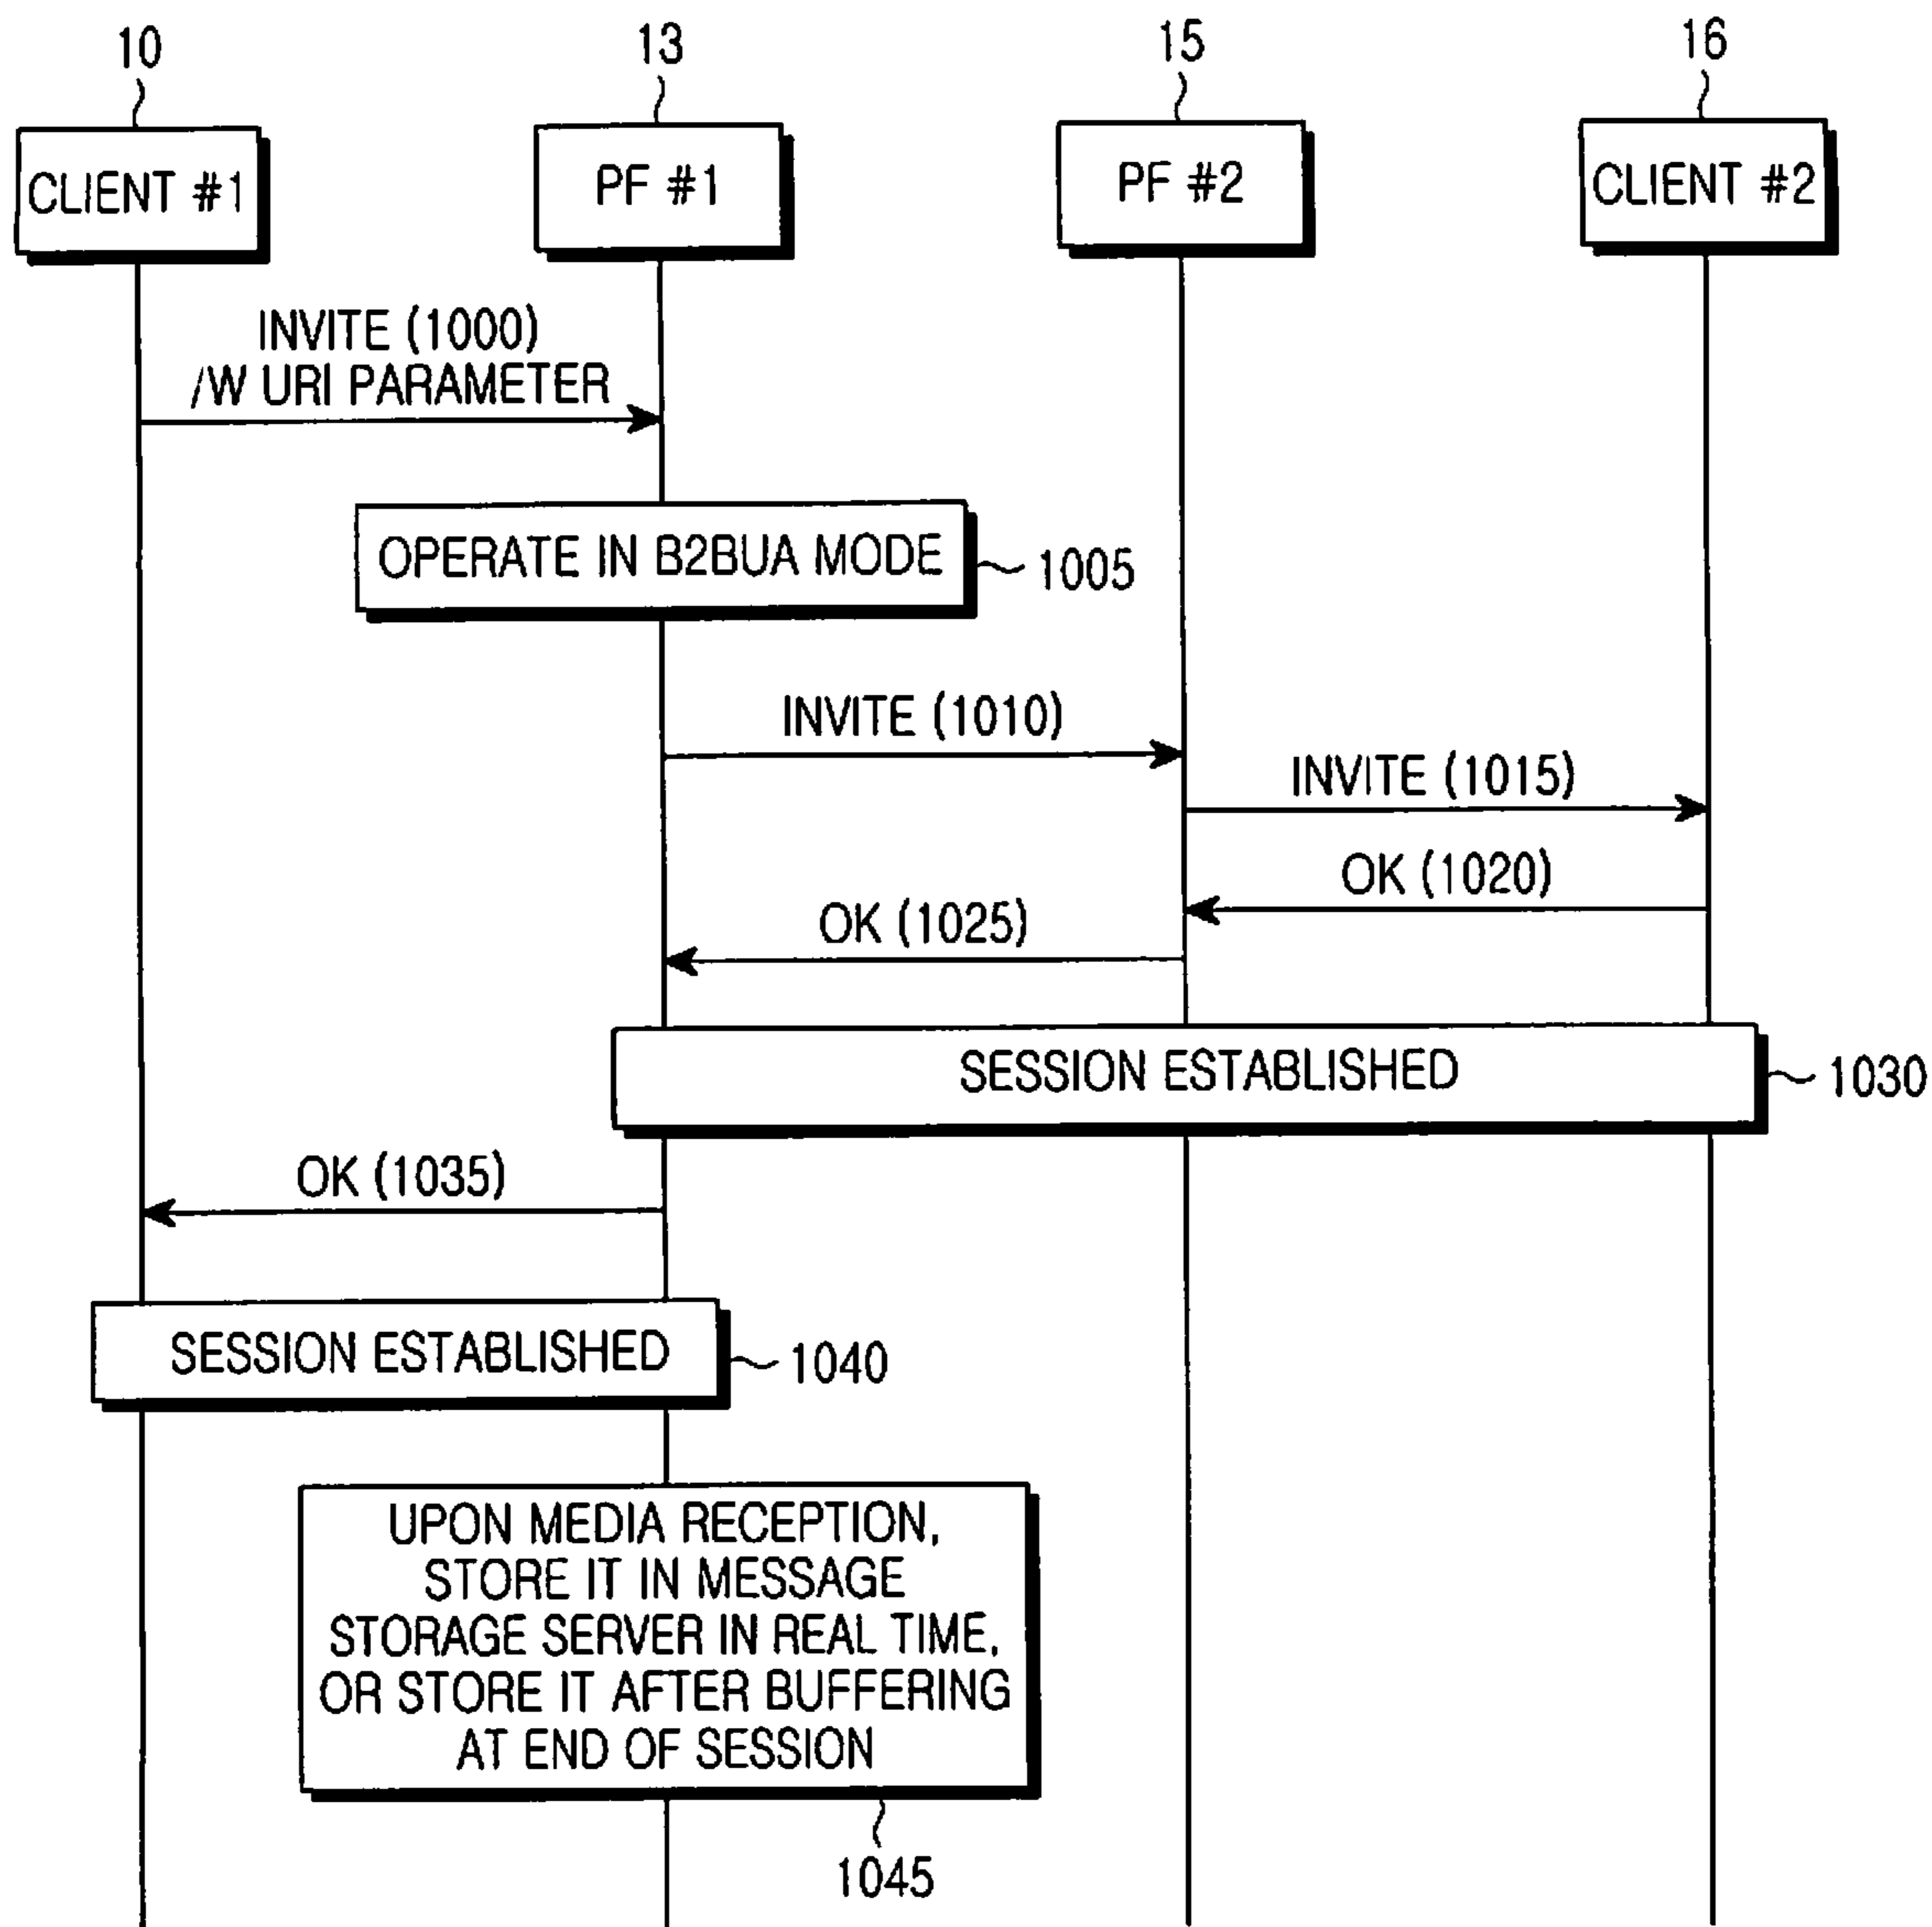 10
13
15
16
CLIENT #1
PF #1
PF #2
CLIENT #2
INVITE (1000)
/W URI PARAMETER
OPERATE IN B2BUA MODE
1005
INVITE (1010)
INVITE (1015)
OK (1020)
OK (1025)
SESSION ESTABLISHED
1030
OK (1035)
SESSION ESTABLISHED
1040
UPON MEDIA RECEPTION,
STORE IT IN MESSAGE
STORAGE SERVER IN REAL TIME,
OR STORE IT AFTER BUFFERING
AT END OF SESSION
1045